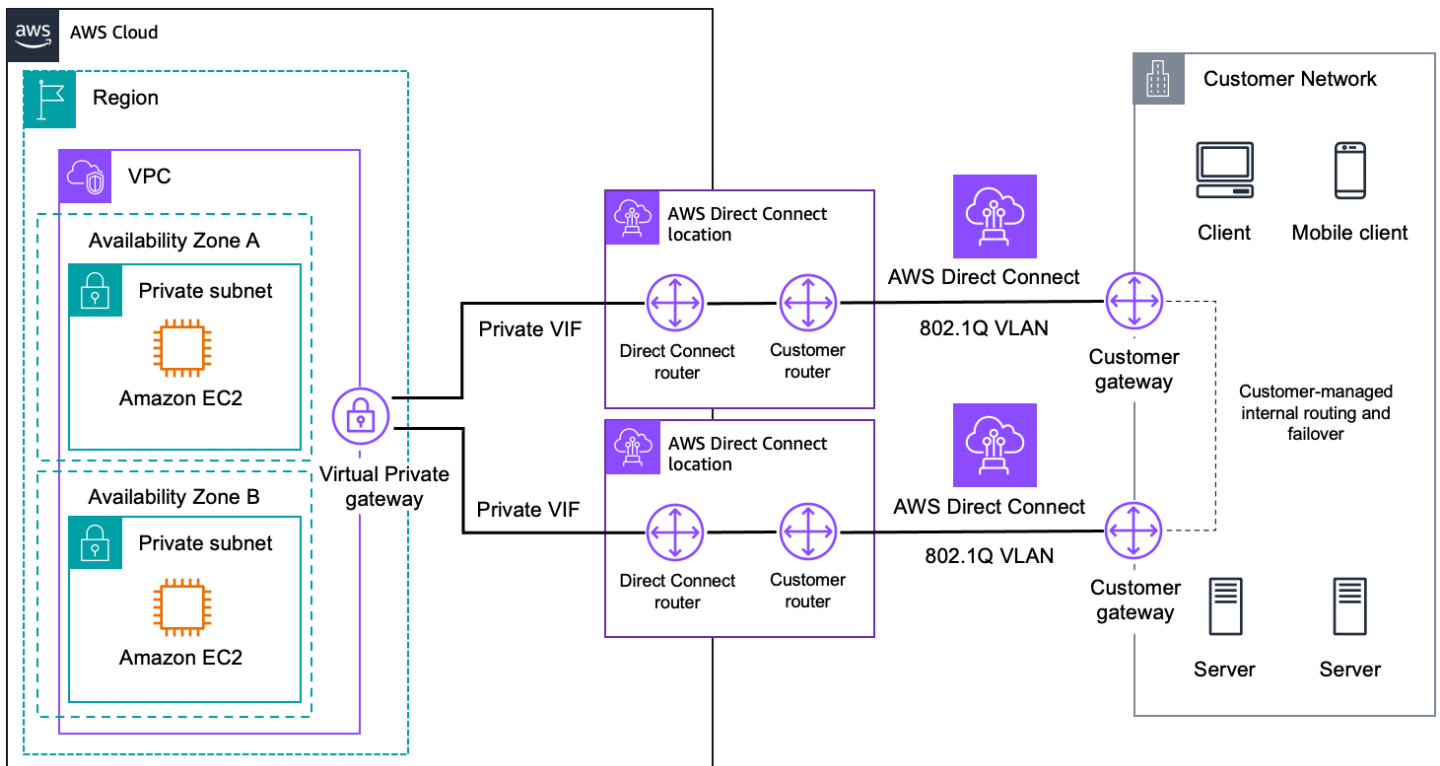 aws
AWS Cloud
Region
VPC
Availability Zone A
Private subnet
Amazon EC2
Availability Zone B
Private subnet
Amazon EC2
Virtual Private
gateway
Private VIF
Private VIF
AWS Direct Connect
location
Direct Connect
router
Customer
router
AWS Direct Connect
location
Direct Connect
router
Customer
router
AWS Direct Connect
802.1Q VLAN
AWS Direct Connect
802.1Q VLAN
Customer Network
Client
Mobile client
Customer
gateway
Customer-managed
internal routing and
failover
Customer
gateway
Server
Server